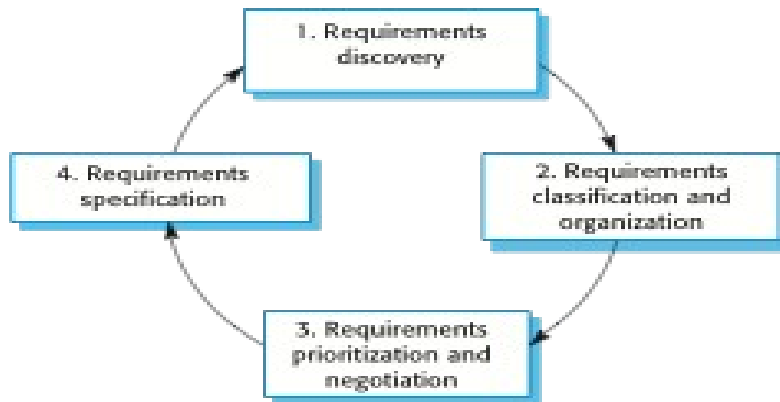 1. Requirements
discovery
2. Requirements
classification and
organization
3. Requirements
prioritization and
negotiation
4. Requirements
specification